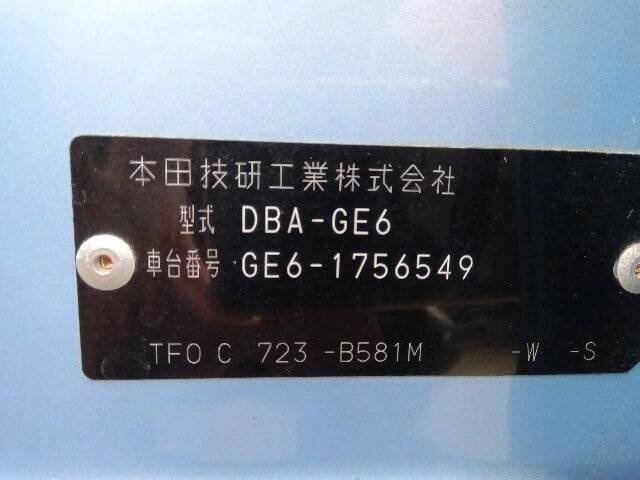 本田技研工業株式会社
型式 DBA-GE6
車台番号 GE6-1756549
TFO C 723 -B581M -W -S